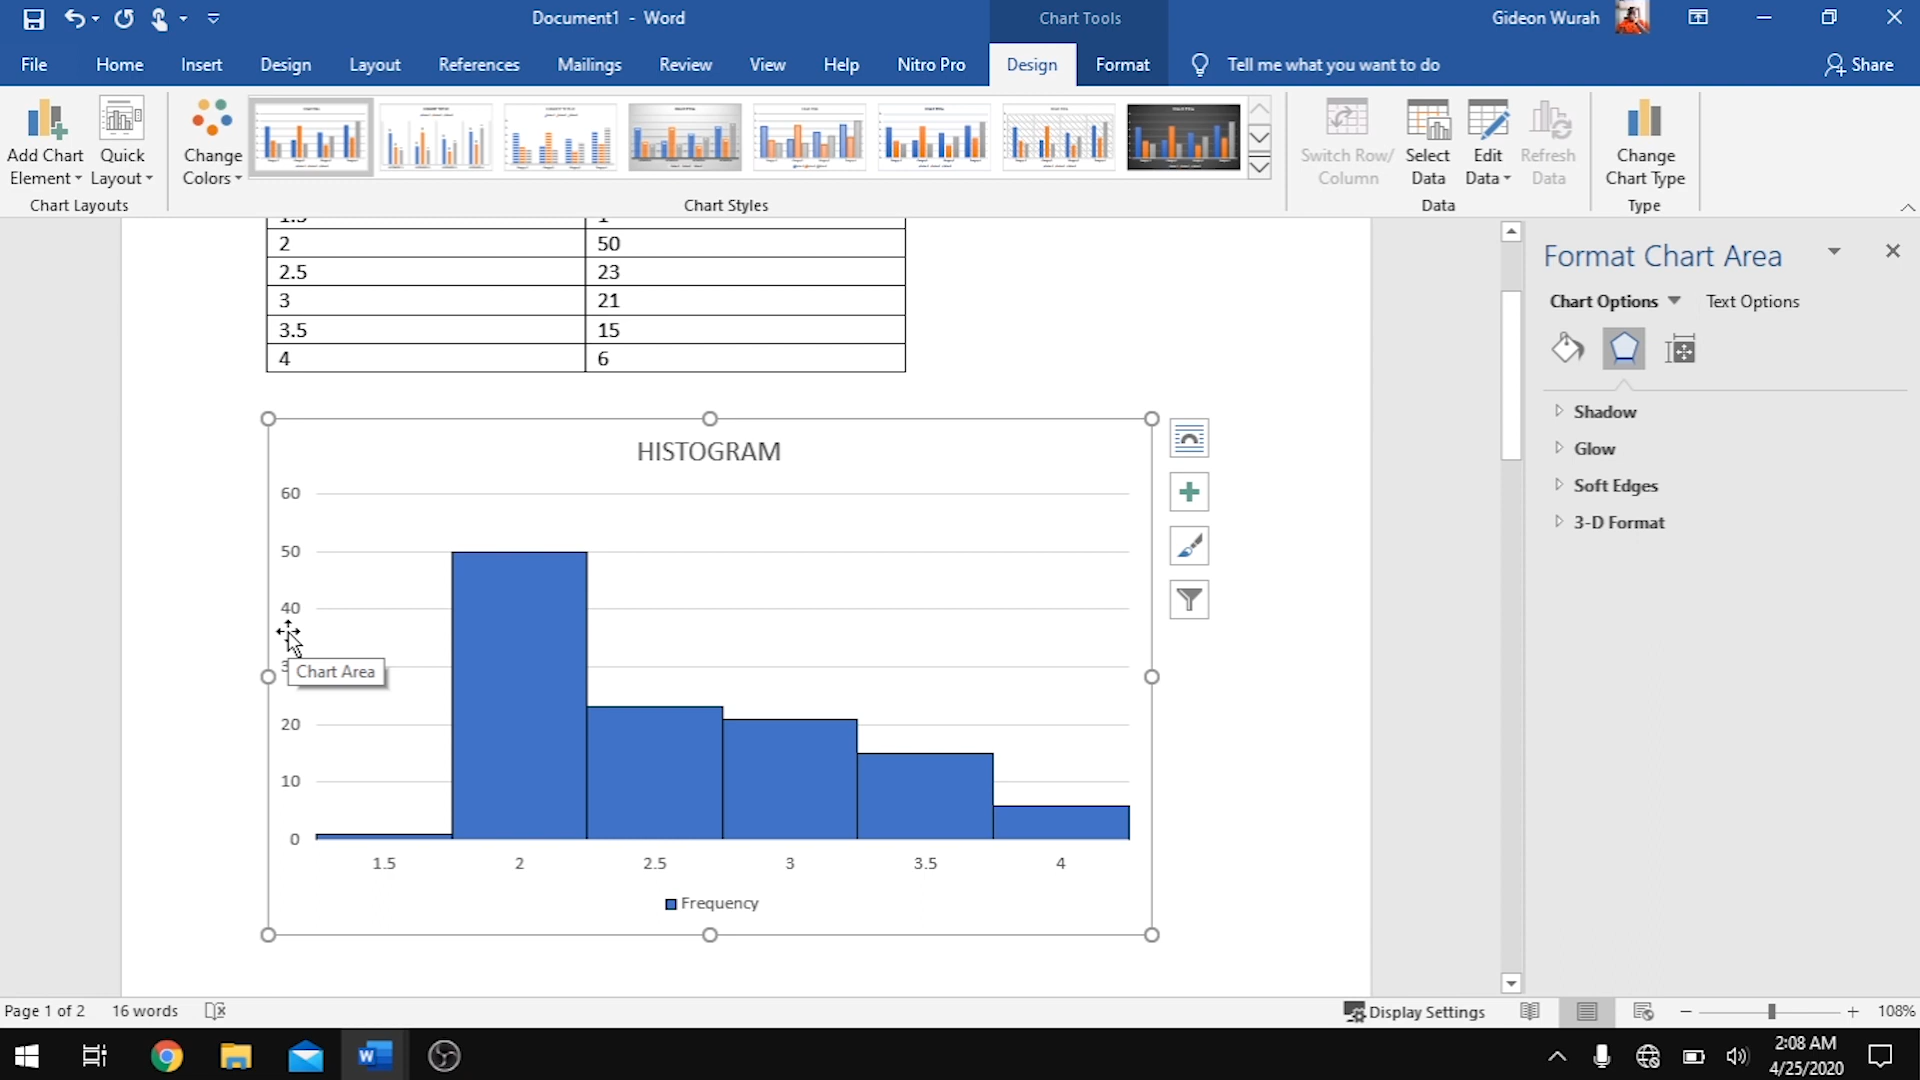 Document1 - Word
Chart Tools
Gideon Wurah
File Home Insert Design Layout References Mailings Review View Help Nitro Pro Design Format Tell me what you want to do Share
Add Chart Element
Quick Layout
Change Colors
Switch Row/ Column
Select Data
Edit Data
Refresh Data
Change Chart Type
Chart Layouts
Chart Styles
Data
Type
1.5 1
2 50
2.5 23
3 21
3.5 15
4 6
HISTOGRAM
60
50
40
20
10
0
1.5 2 2.5 3 3.5 4
Frequency
Chart Area
Format Chart Area
Chart Options Text Options
Shadow
Glow
Soft Edges
3-D Format
Page 1 of 2 16 words
Display Settings
108%
2:08 AM
4/25/2020